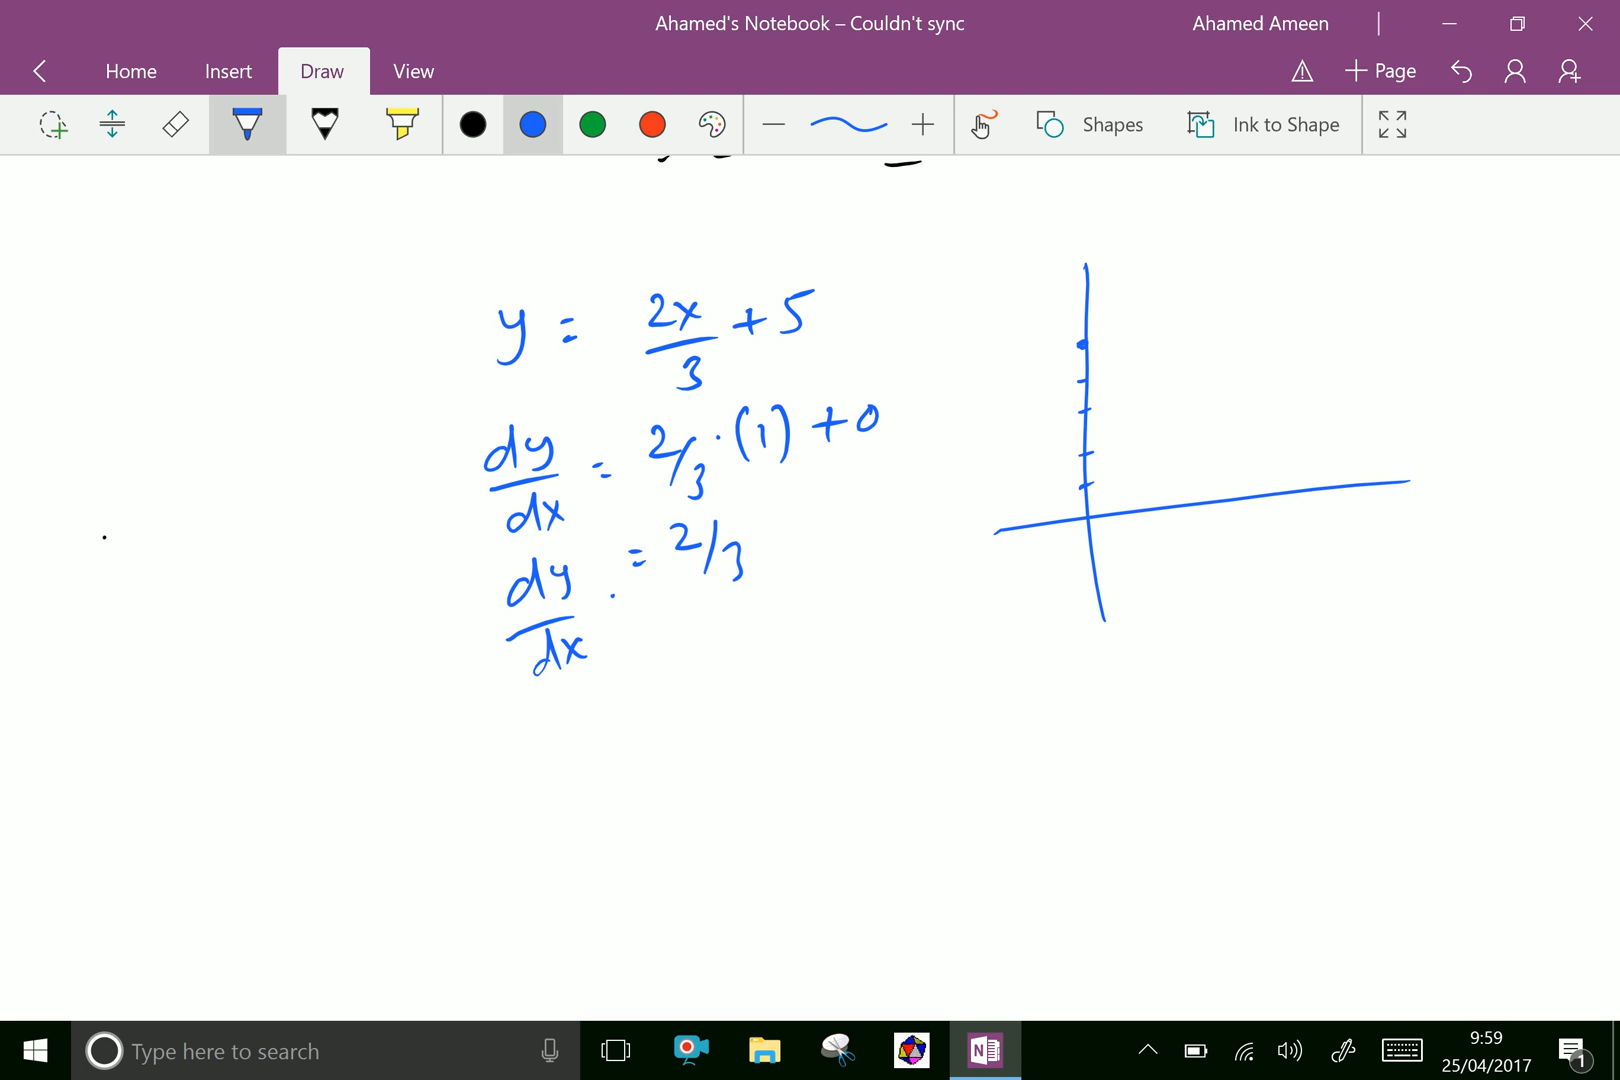 Ahamed's Notebook – Couldn't sync
Ahamed Ameen
Home Insert Draw View
Page
Shapes
Ink to Shape
y = 2x/3 + 5
dy/dx = 2/3 · (1) + 0
dy/dx = 2/3
Type here to search
N
9:59
25/04/2017
1